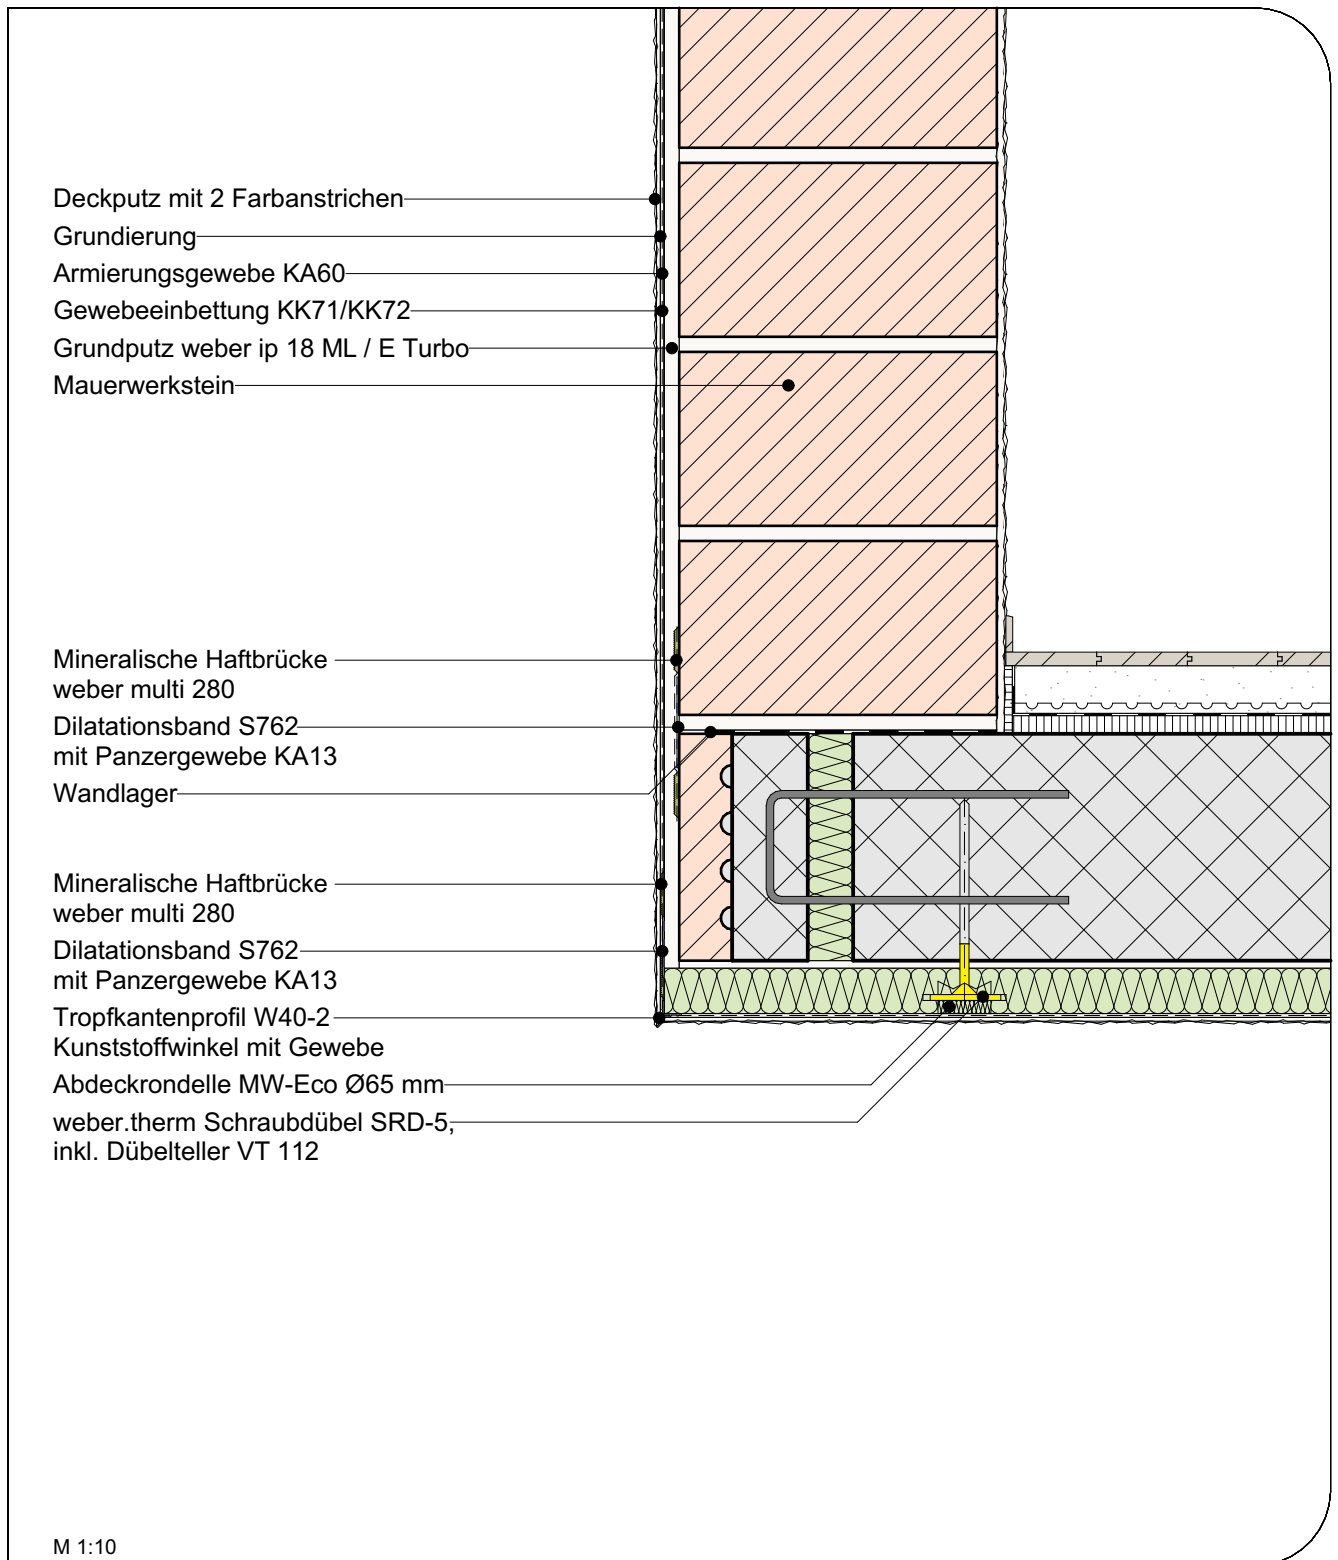 Deckputz mit 2 Farbanstrichen
Grundierung
Armierungsgewebe KA60
Gewebeeinbettung KK71/KK72
Grundputz weber ip 18 ML / E Turbo
Mauerwerkstein
Mineralische Haftbrücke
weber multi 280
Dilatationsband S762
mit Panzergewebe KA13
Wandlager
Mineralische Haftbrücke
weber multi 280
Dilatationsband S762
mit Panzergewebe KA13
Tropfkantenprofil W40-2
Kunststoffwinkel mit Gewebe
Abdeckrondelle MW-Eco Ø65 mm
weber.therm Schraubdübel SRD-5,
inkl. Dübelteller VT 112
M 1:10